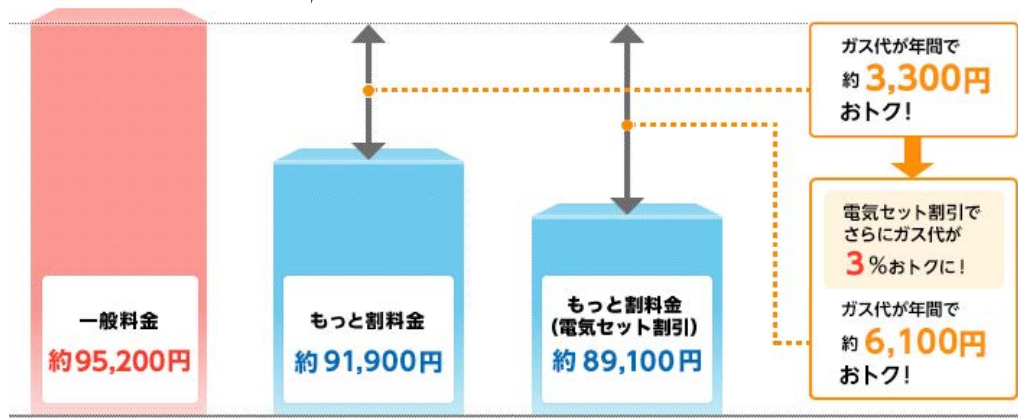 一般料金
約95,200円
もっと割料金
約91,900円
もっと割料金
(電気セット割引)
約89,100円
ガス代が年間で
約3,300円
おトク!
電気セット割引で
さらにガス代が
3%おトクに!
ガス代が年間で
約6,100円
おトク!